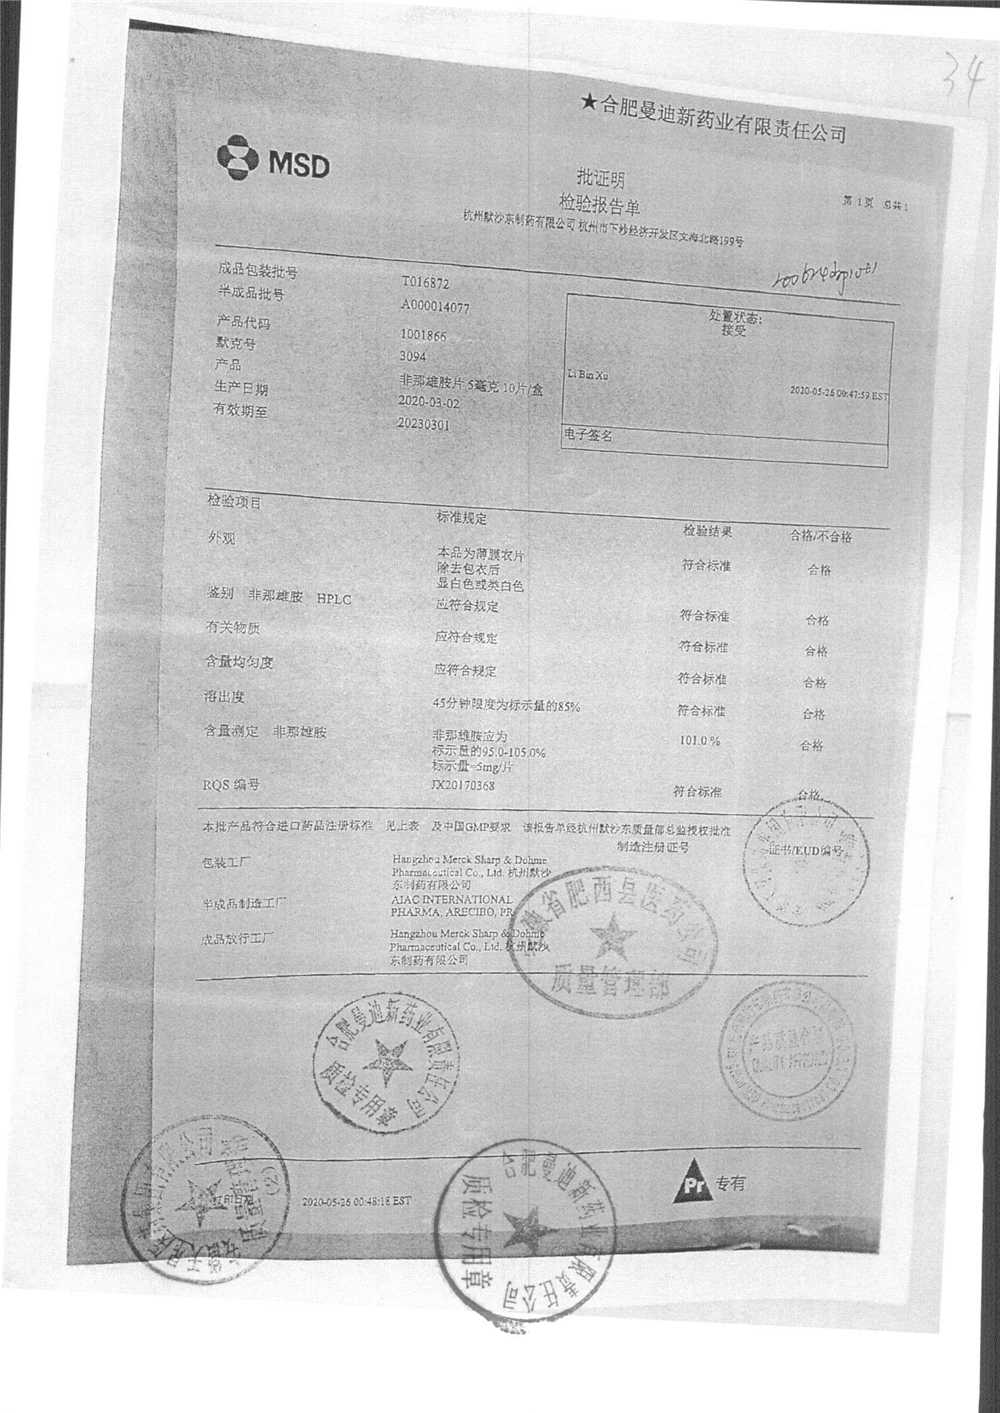 34
★合肥曼迪新药业有限责任公司
MSD
批证明
检验报告单
第 1页 总共 1
杭州默沙东制药有限公司 杭州市下沙经济开发区文海北路199号
成品包装批号 T016872
半成品批号 A000014077
产品代码 1001866
默克号 3094
产品 非那雄胺片 5毫克 10片/盒
生产日期 2020-03-02
有效期至 20230301
处置状态:
接受
Li Bin Xu
2020-05-26 00:47:59 EST
电子签名
检验项目 标准规定 检验结果 合格/不合格
外观 本品为薄膜衣片 符合标准 合格
除去包衣后
显白色或类白色
鉴别 非那雄胺 HPLC 应符合规定 符合标准 合格
有关物质 应符合规定 符合标准 合格
含量均匀度 应符合规定 符合标准 合格
溶出度 45分钟限度为标示量的85% 符合标准 合格
含量测定 非那雄胺 非那雄胺应为 101.0 % 合格
标示量的95.0-105.0%
标示量=5mg/片
RQS 编号 JX20170368 符合标准 合格
本批产品符合进口药品注册标准 见上表 及中国GMP要求 该报告单经杭州默沙东质量部总监授权批准
制造注册证号 证书/EUD编号
包装工厂 Hangzhou Merck Sharp & Dohme
Pharmaceutical Co., Ltd. 杭州默沙
东制药有限公司
半成品制造工厂 AIAC INTERNATIONAL
PHARMA, ARECIBO, PR
成品放行工厂 Hangzhou Merck Sharp & Dohme
Pharmaceutical Co., Ltd. 杭州默沙
东制药有限公司
安徽省肥西县医药公司
质量管理部
合肥曼迪新药业有限责任公司
质检专用章
2020-05-26 00:48:18 EST
Pr 专有
合肥曼迪新药业有限责任公司
质检专用章